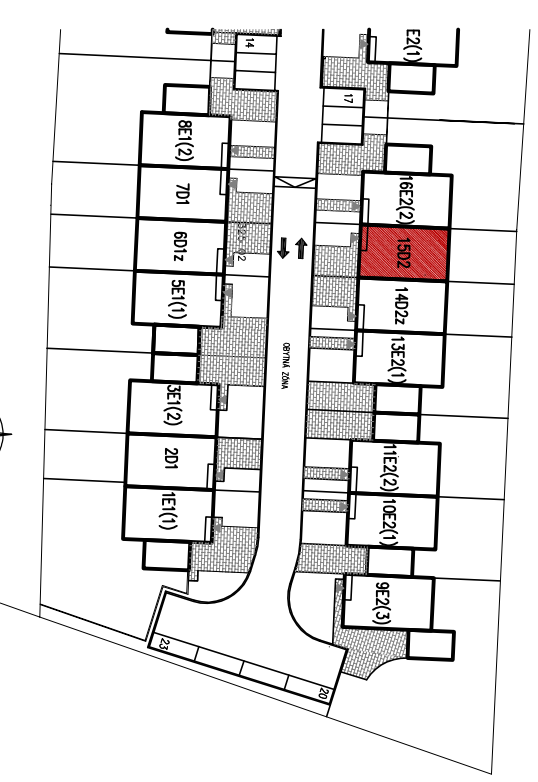 14
E2(1)
17
8E1(2)
7D1
6D1z
5E1(1)
3E1(2)
2D1
1E1(1)
23
OBYTNÁ ZÓNA
16E2(2)
15D2
14D2z
13E2(1)
11E2(2)
10E2(1)
9E2(3)
20